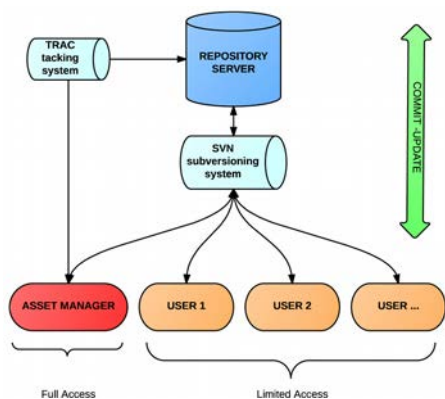 TRAC
tacking
system
REPOSITORY
SERVER
SVN
subversioning
system
COMMIT -UPDATE
ASSET MANAGER
USER 1
USER 2
USER ...
Full Access
Limited Access